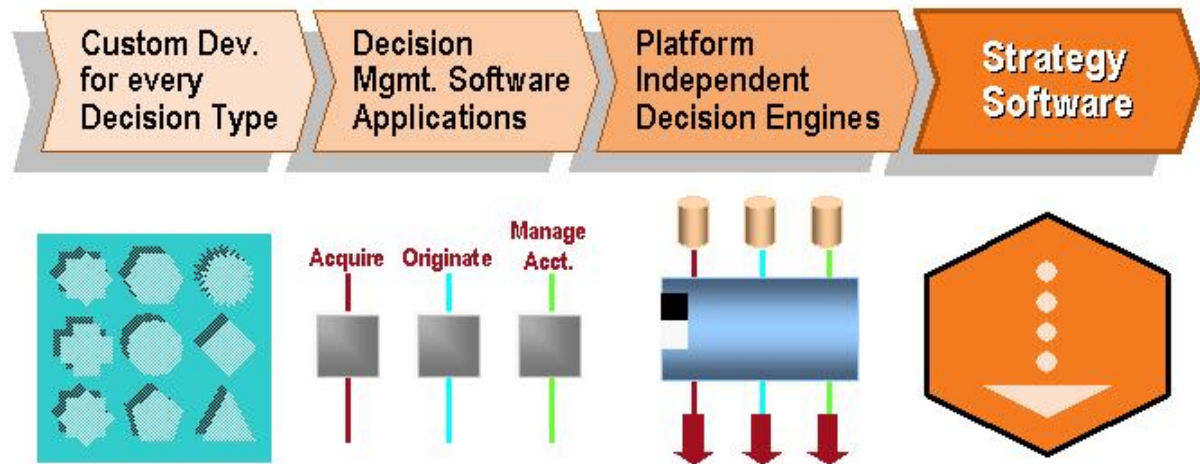 Custom Dev.
for every
Decision Type
Decision
Mgmt. Software
Applications
Platform
Independent
Decision Engines
Strategy
Software
Acquire
Originate
Manage
Acct.